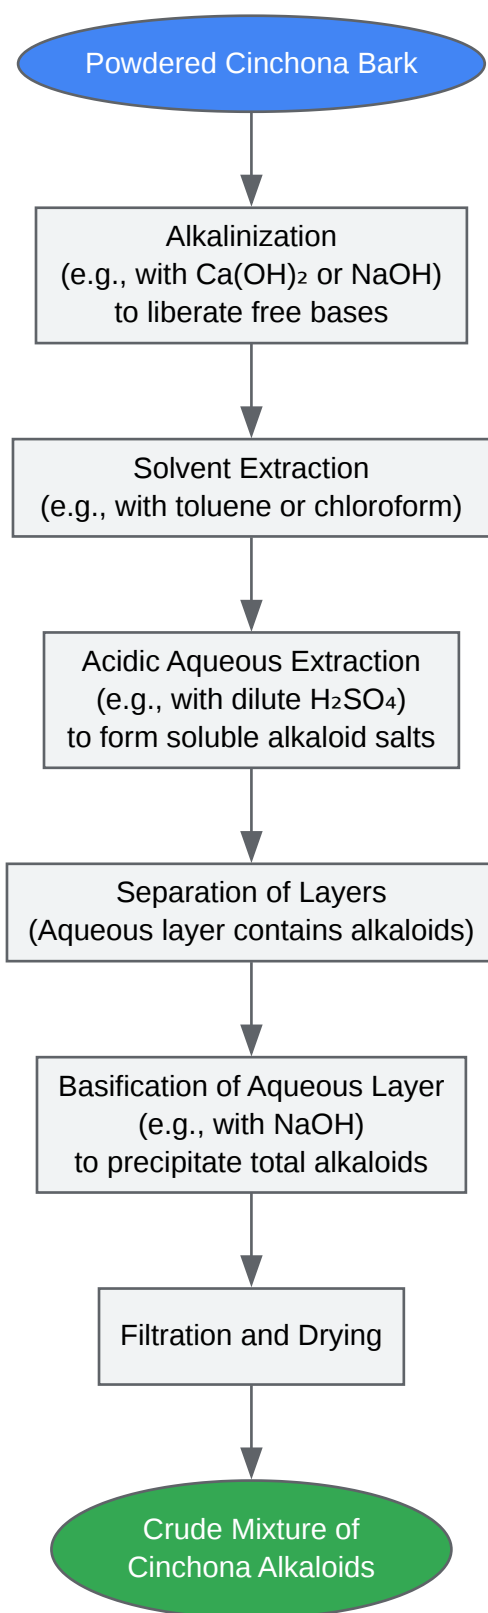 Powdered Cinchona Bark
Alkalinization
(e.g., with Ca(OH)₂ or NaOH)
to liberate free bases
Solvent Extraction
(e.g., with toluene or chloroform)
Acidic Aqueous Extraction
(e.g., with dilute H₂SO₄)
to form soluble alkaloid salts
Separation of Layers
(Aqueous layer contains alkaloids)
Basification of Aqueous Layer
(e.g., with NaOH)
to precipitate total alkaloids
Filtration and Drying
Crude Mixture of
Cinchona Alkaloids